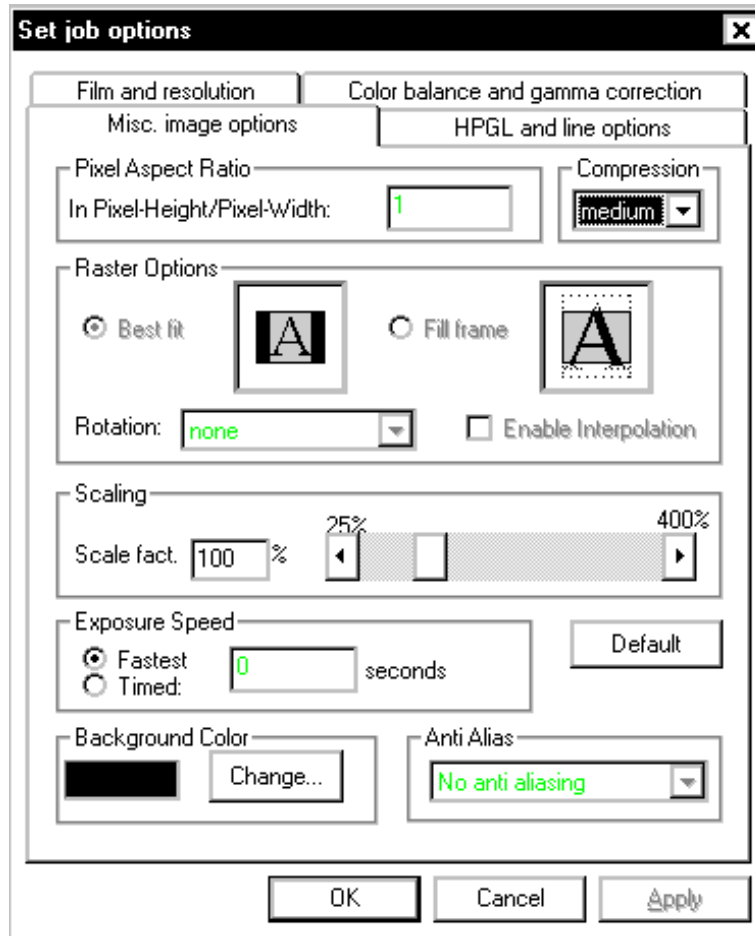 Set job options
Film and resolution
Color balance and gamma correction
Misc. image options
HPGL and line options
Pixel Aspect Ratio
In Pixel-Height/Pixel-Width: 1
Compression
medium
Raster Options
Best fit
A
Fill frame
A
Rotation: none
Enable Interpolation
Scaling
25%
400%
Scale fact. 100 %
Exposure Speed
Fastest
Timed:
0 seconds
Default
Background Color
Change...
Anti Alias
No anti aliasing
OK
Cancel
Apply